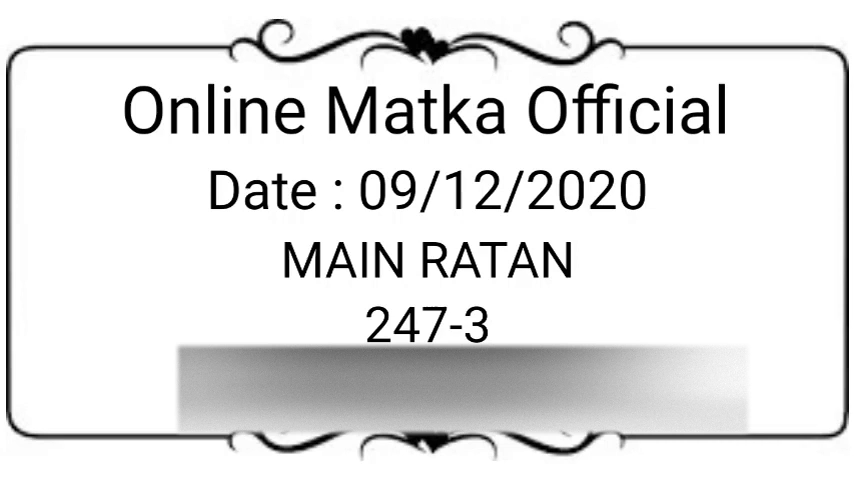 Online Matka Official
Date : 09/12/2020
MAIN RATAN
247-3